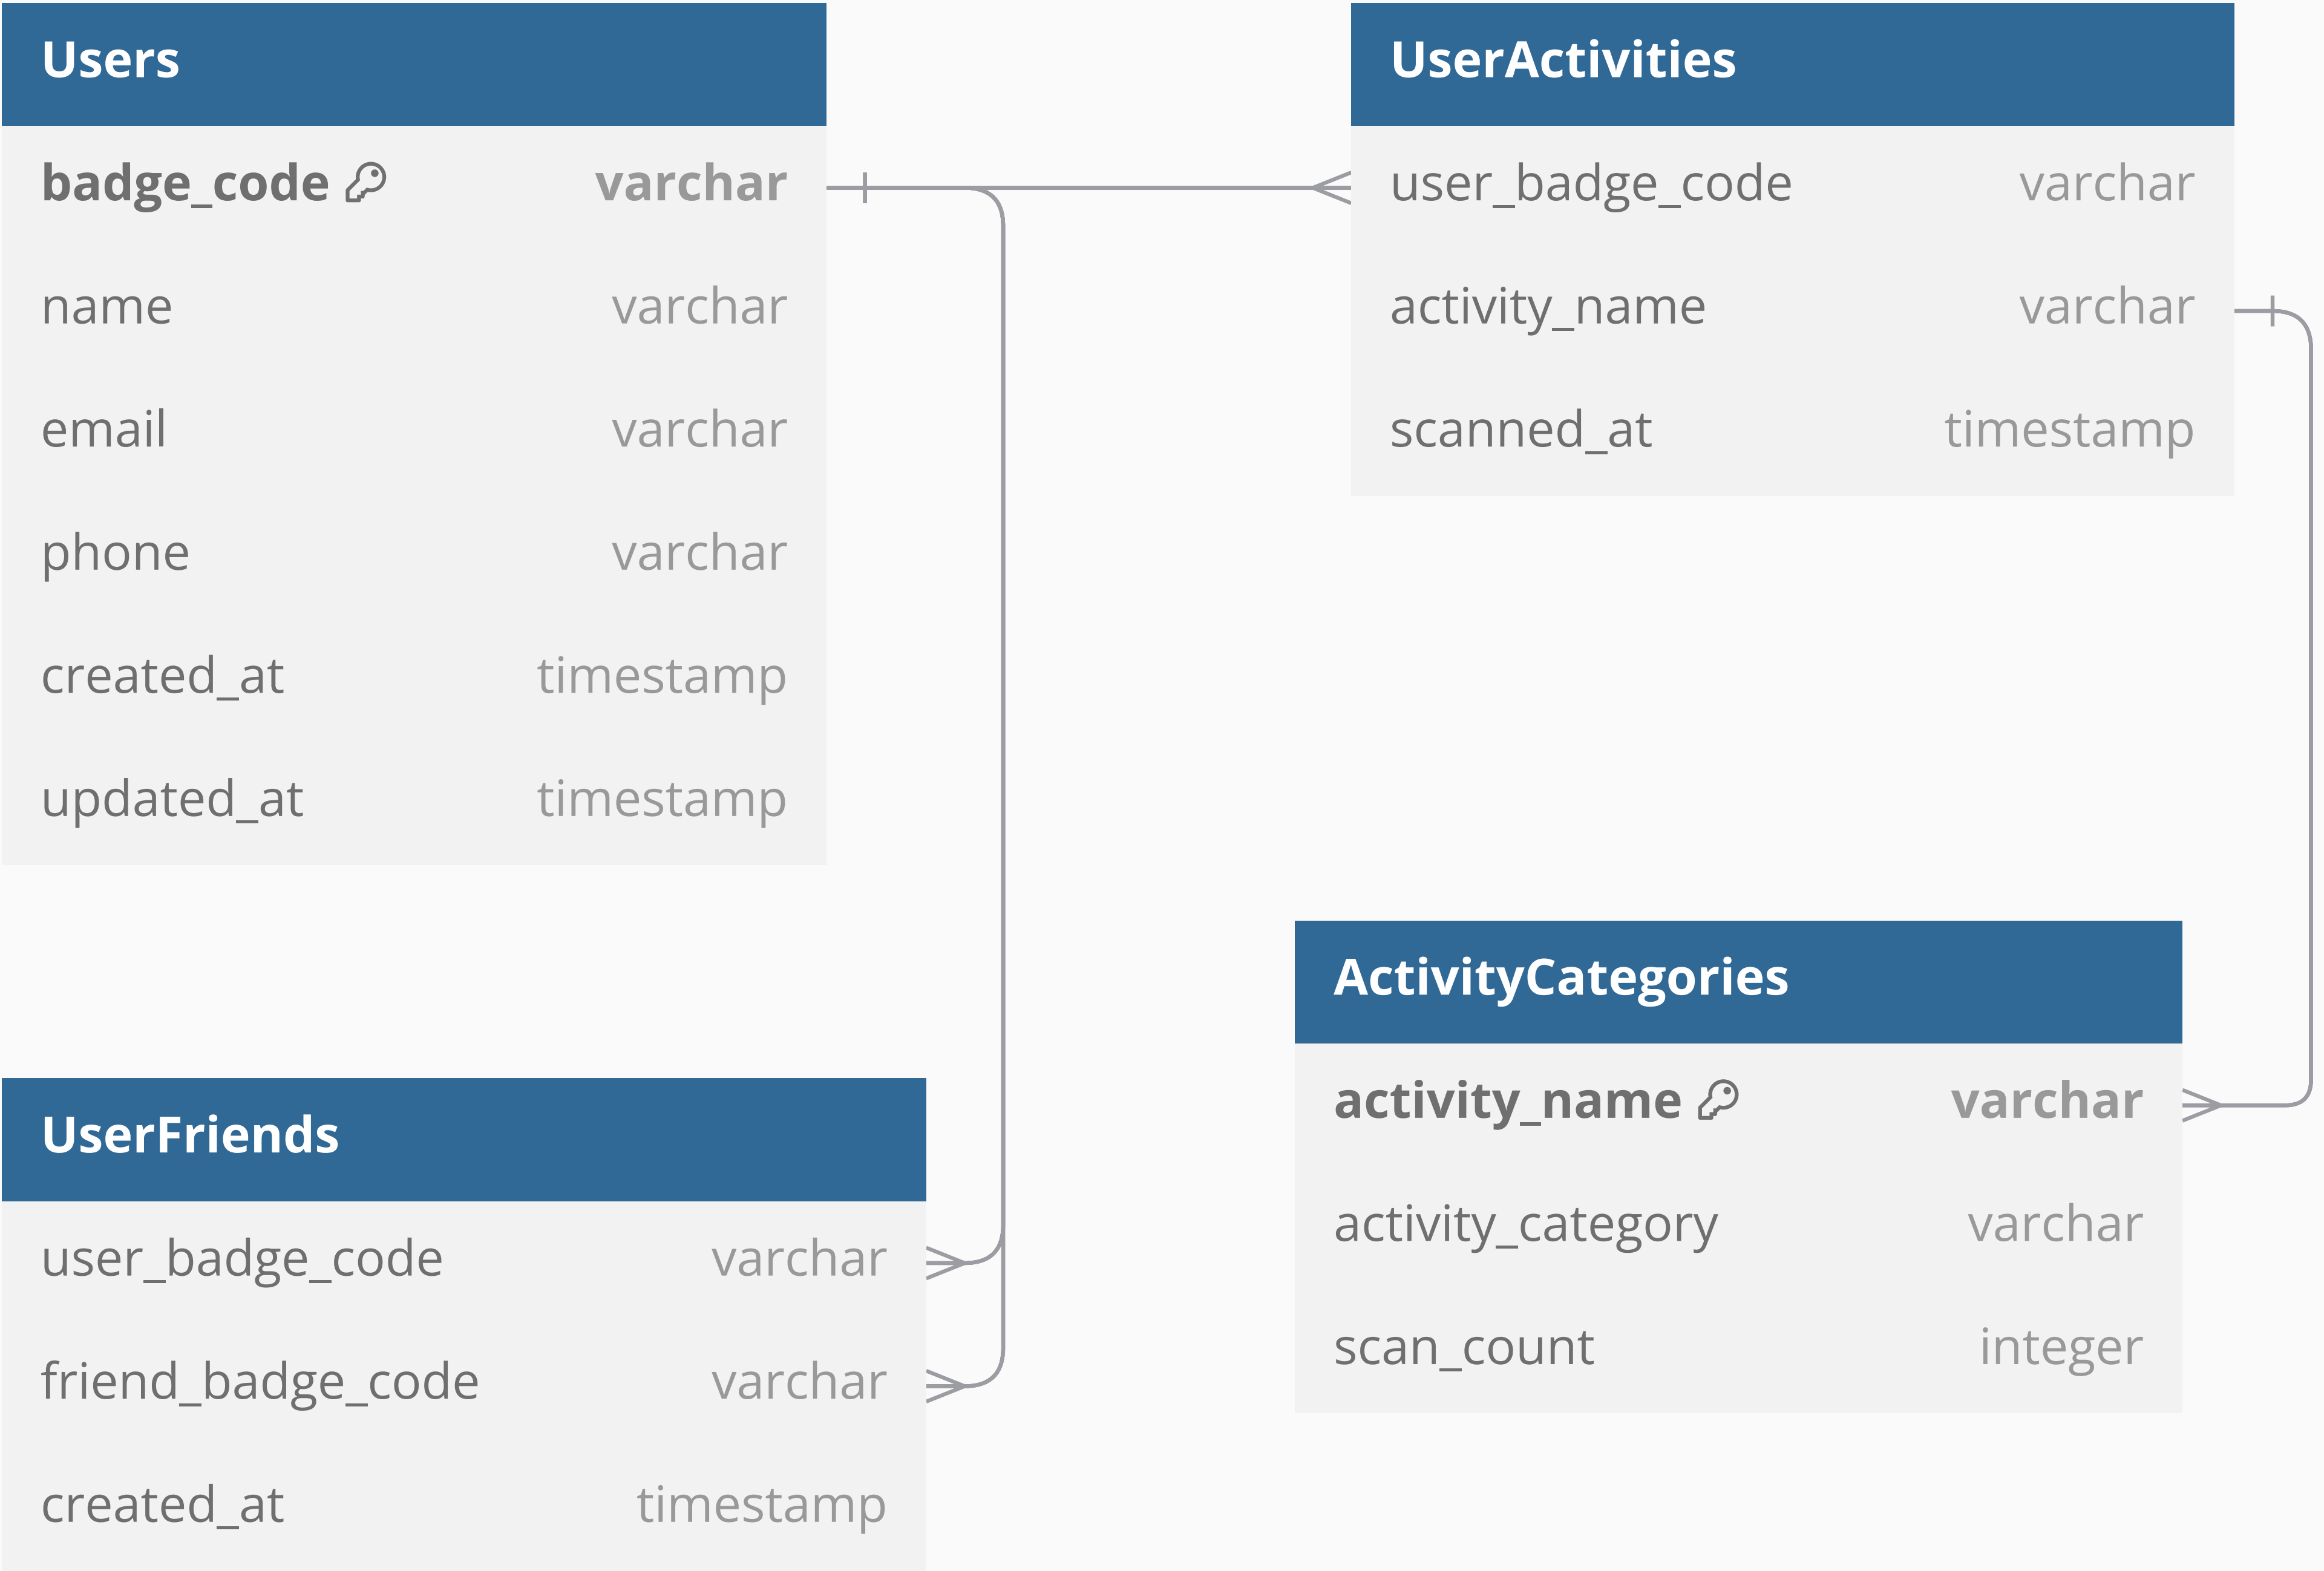 Users
badge_code varchar
name varchar
email varchar
phone varchar
created_at timestamp
updated_at timestamp
UserActivities
user_badge_code varchar
activity_name varchar
scanned_at timestamp
UserFriends
user_badge_code varchar
friend_badge_code varchar
created_at timestamp
ActivityCategories
activity_name varchar
activity_category varchar
scan_count integer